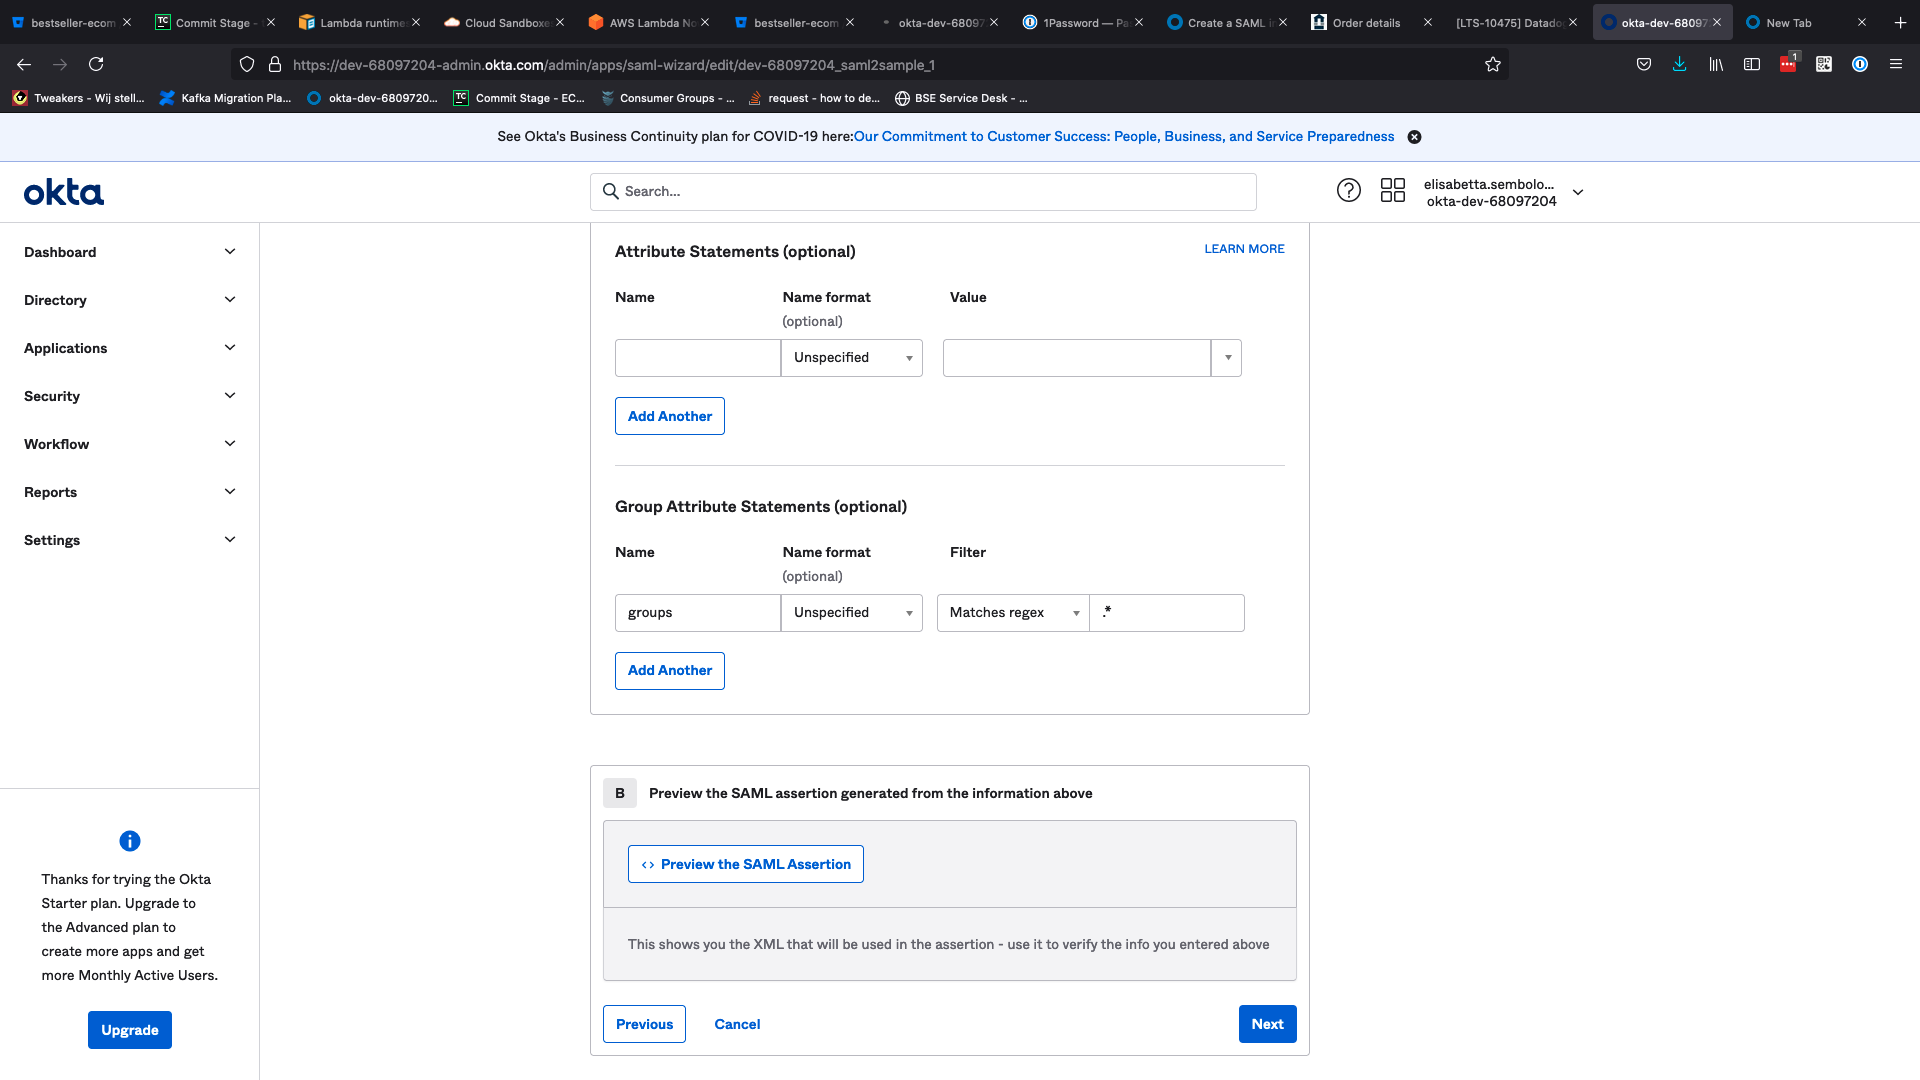 bestseller-ecom
Commit Stage -
Lambda runtime
Cloud Sandboxe
AWS Lambda No
bestseller-ecom
okta-dev-68097
1Password — Pa
Create a SAML i
Order details
[LTS-10475] Datado
okta-dev-68097
New Tab
https://dev-68097204-admin.okta.com/admin/apps/saml-wizard/edit/dev-68097204_saml2sample_1
1
Tweakers - Wij stell...
Kafka Migration Pla...
okta-dev-6809720...
TC Commit Stage - EC...
Consumer Groups - ...
request - how to de...
BSE Service Desk - ...
See Okta's Business Continuity plan for COVID-19 here:Our Commitment to Customer Success: People, Business, and Service Preparedness
okta
Search...
elisabetta.sembolo...
okta-dev-68097204
Dashboard
Directory
Applications
Security
Workflow
Reports
Settings
Thanks for trying the Okta
Starter plan. Upgrade to
the Advanced plan to
create more apps and get
more Monthly Active Users.
Upgrade
Attribute Statements (optional)
LEARN MORE
Name Name format Value
(optional)
Unspecified
Add Another
Group Attribute Statements (optional)
Name Name format Filter
(optional)
groups Unspecified Matches regex .*
Add Another
B Preview the SAML assertion generated from the information above
<> Preview the SAML Assertion
This shows you the XML that will be used in the assertion - use it to verify the info you entered above
Previous Cancel Next